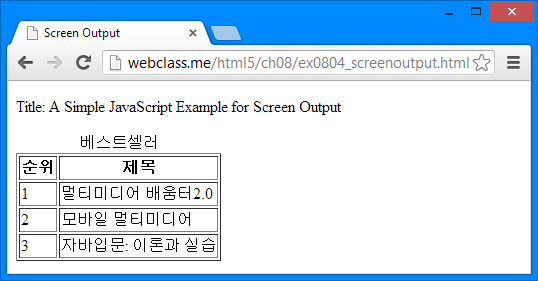 Screen Output
webclass.me/html5/ch08/ex0804_screenoutput.html
Title: A Simple JavaScript Example for Screen Output
베스트셀러
순위 제목
1 멀티미디어 배움터2.0
2 모바일 멀티미디어
3 자바입문: 이론과 실습